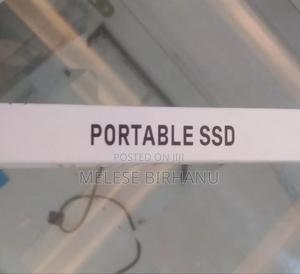 PORTABLE SSD
POSTED ON JIJI
MELESE BIRHANU